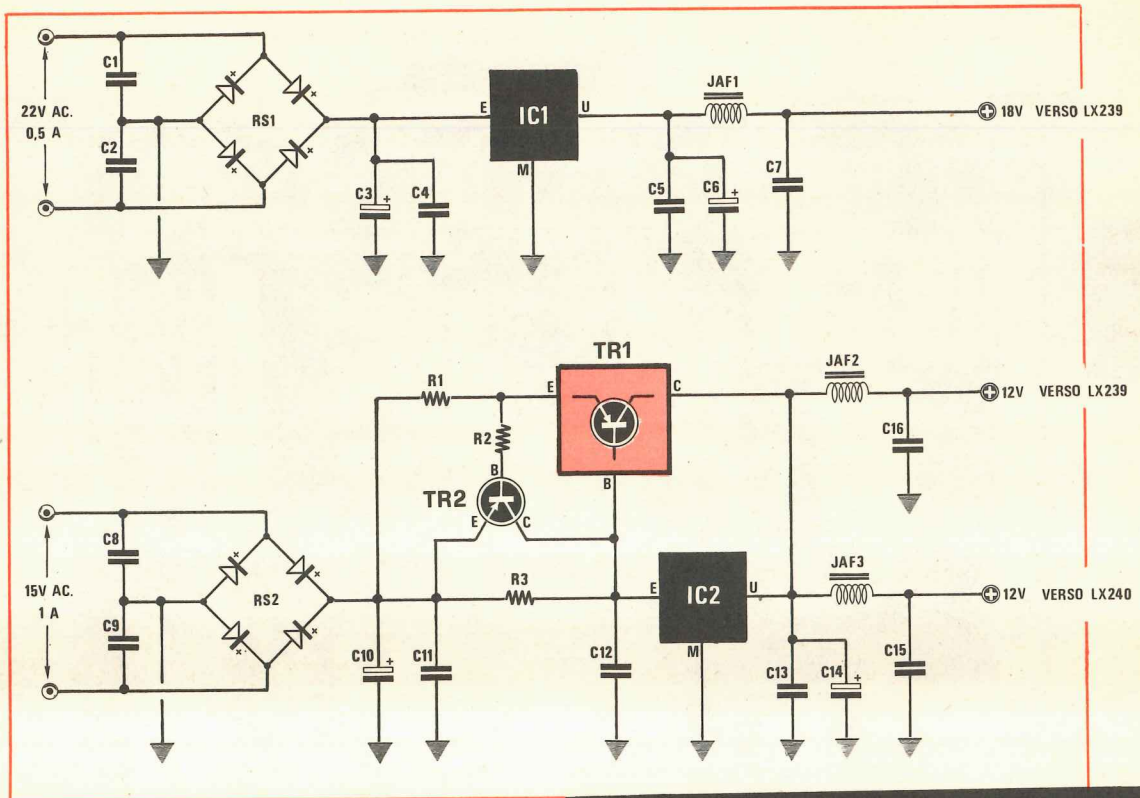 C1
22V AC.
0,5 A
RS1
C2
C3
+
C4
E
IC1
U
M
JAF1
C5
C6
+
C7
18V VERSO LX239
TR1
R1
E
C
R2
B
TR2
E
C
B
JAF2
C16
12V VERSO LX239
C8
15V AC.
1 A
RS2
C9
C10
+
C11
R3
C12
E
IC2
U
M
JAF3
C13
C14
+
C15
12V VERSO LX240